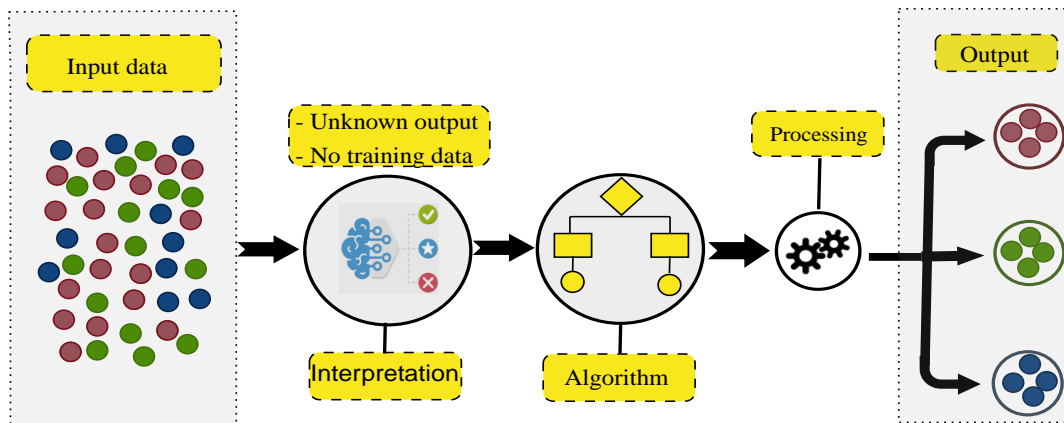 Input data
- Unknown output
- No training data
Interpretation
Algorithm
Processing
Output